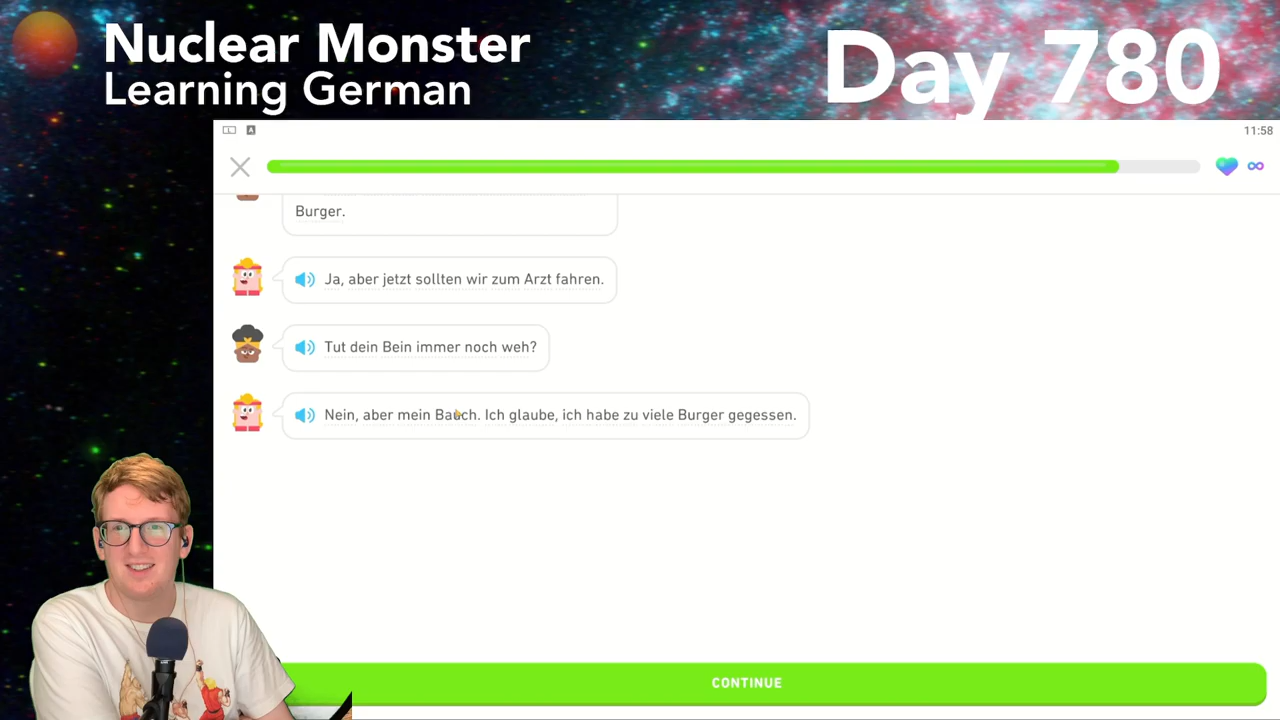 Nuclear Monster
Learning German
Day 780
L A
11:58
Burger.
Ja, aber jetzt sollten wir zum Arzt fahren.
Tut dein Bein immer noch weh?
Nein, aber mein Bauch. Ich glaube, ich habe zu viele Burger gegessen.
CONTINUE